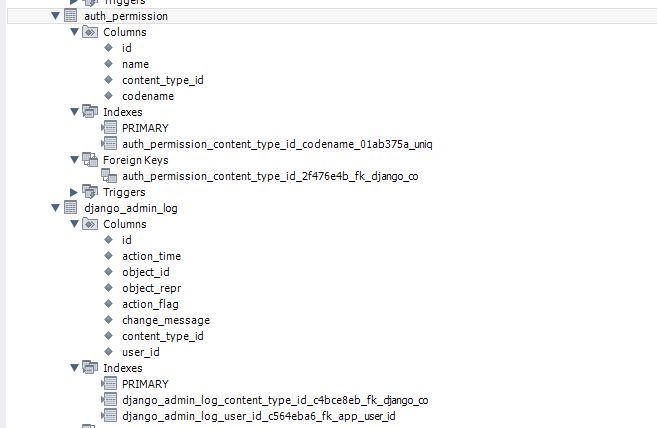 Triggers
auth_permission
Columns
id
name
content_type_id
codename
Indexes
PRIMARY
auth_permission_content_type_id_codename_01ab375a_uniq
Foreign Keys
auth_permission_content_type_id_2f476e4b_fk_django_co
Triggers
django_admin_log
Columns
id
action_time
object_id
object_repr
action_flag
change_message
content_type_id
user_id
Indexes
PRIMARY
django_admin_log_content_type_id_c4bce8eb_fk_django_co
django_admin_log_user_id_c564eba6_fk_app_user_id